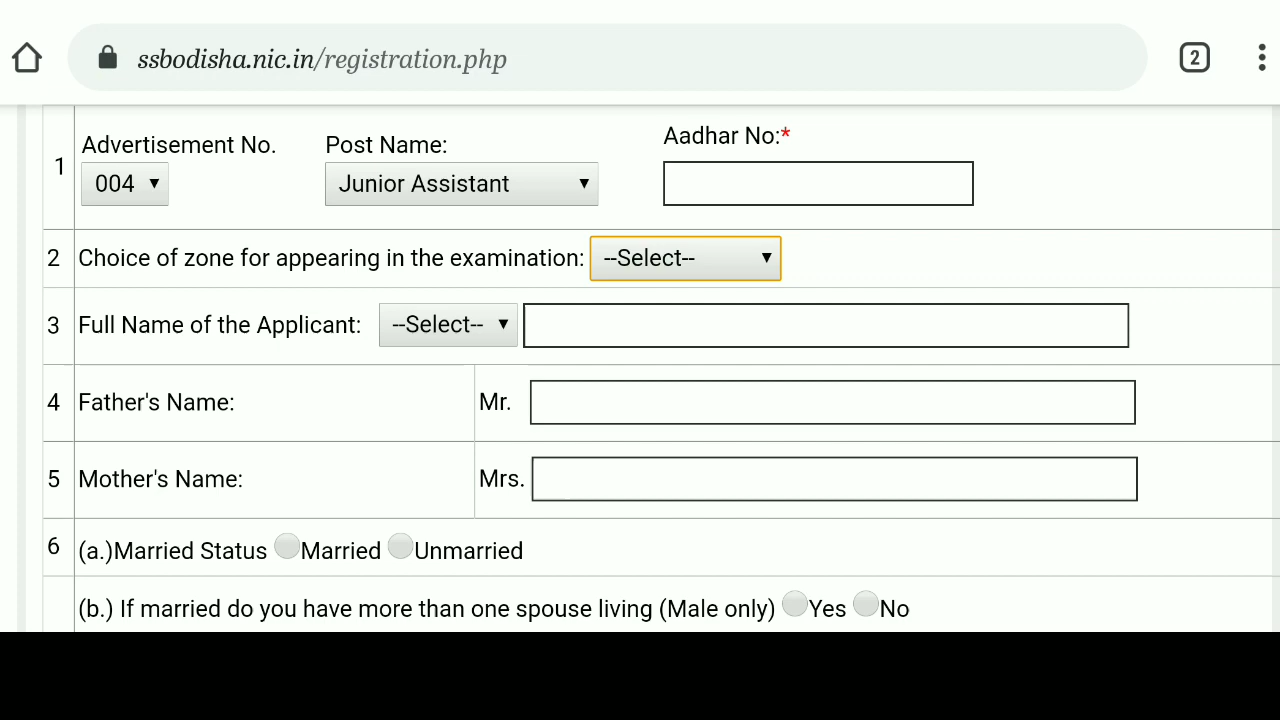 ssbodisha.nic.in/registration.php
2
1
Advertisement No.
Post Name:
Aadhar No:*
004
Junior Assistant
2 Choice of zone for appearing in the examination: --Select--
3 Full Name of the Applicant: --Select--
4 Father's Name: Mr.
5 Mother's Name: Mrs.
6 (a.)Married Status Married Unmarried
(b.) If married do you have more than one spouse living (Male only) Yes No